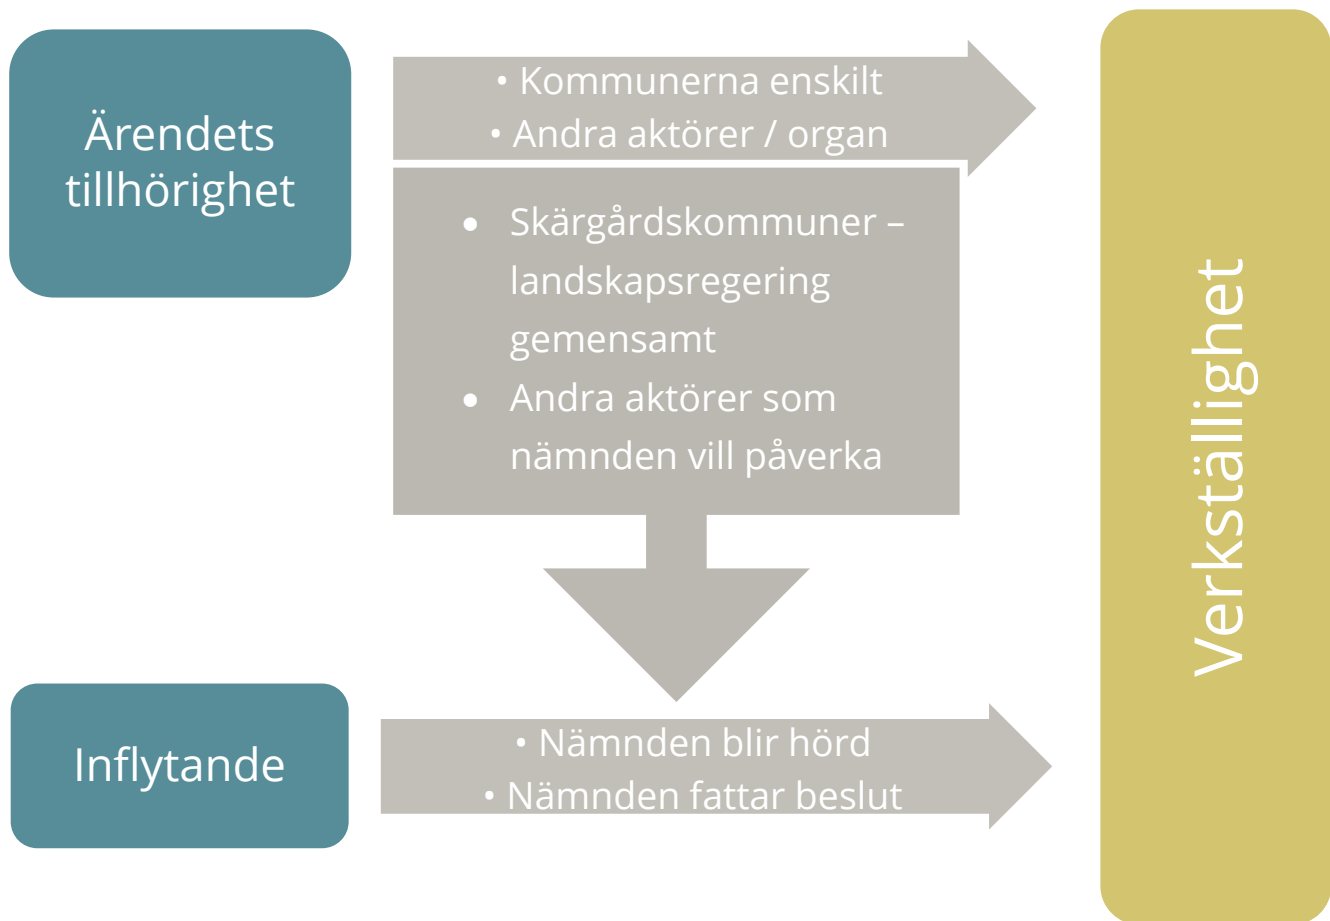 Ärendets
tillhörighet
• Kommunerna enskilt
• Andra aktörer / organ
• Skärgårdskommuner –
landskapsregering
gemensamt
• Andra aktörer som
nämnden vill påverka
Inflytande
• Nämnden blir hörd
• Nämnden fattar beslut
Verkställighet